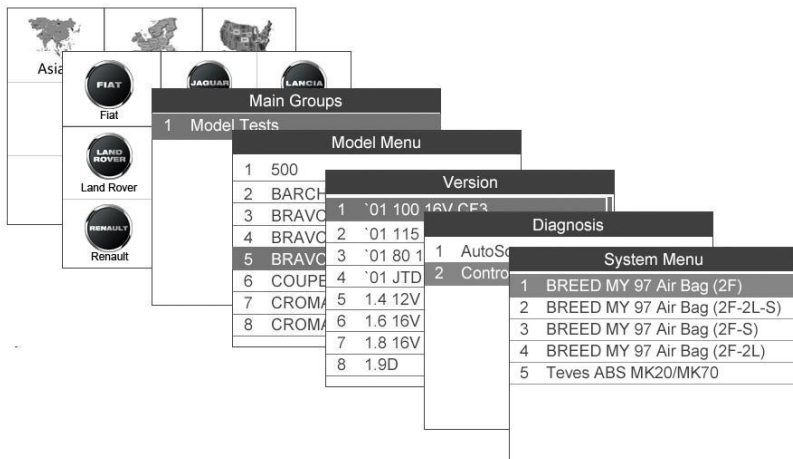 Asia
FIAT
JAGUAR
LANCIA
Fiat
LAND ROVER
Land Rover
RENAULT
Renault
Main Groups
1 Model Tests
Model Menu
1 500
2 BARCH
3 BRAVO
4 BRAVO
5 BRAVO
6 COUPE
7 CROMA
8 CROMA
Version
1 `01 100 16V CF3
2 `01 115
3 `01 80 1
4 `01 JTD
5 1.4 12V
6 1.6 16V
7 1.8 16V
8 1.9D
Diagnosis
1 AutoSc
2 Contro
System Menu
1 BREED MY 97 Air Bag (2F)
2 BREED MY 97 Air Bag (2F-2L-S)
3 BREED MY 97 Air Bag (2F-S)
4 BREED MY 97 Air Bag (2F-2L)
5 Teves ABS MK20/MK70